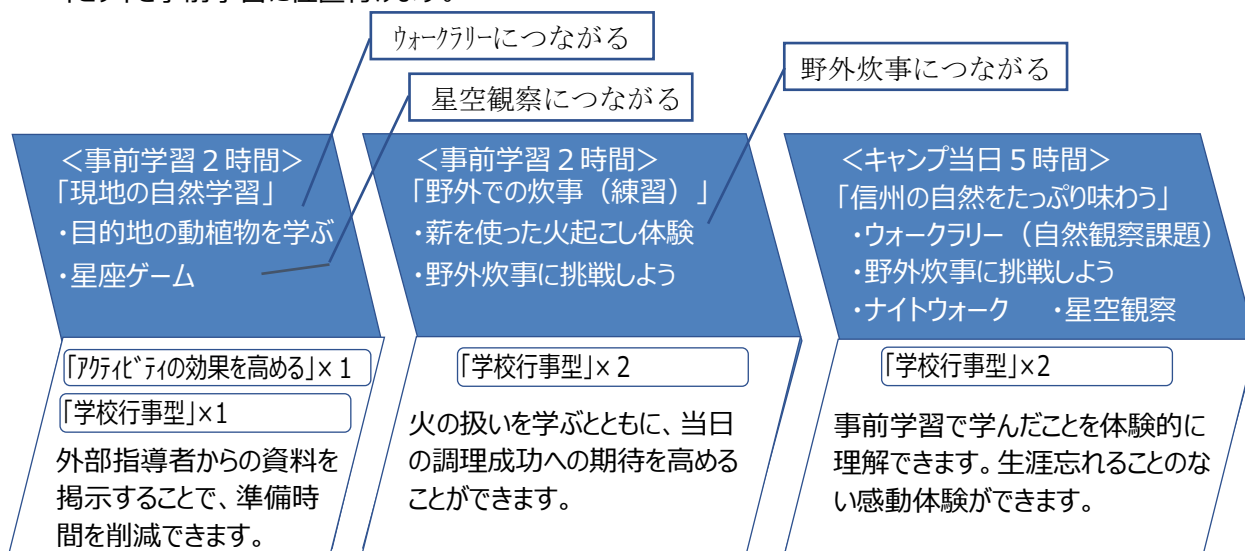 ウォークラリーにつながる
星空観察につながる
野外炊事につながる
＜事前学習２時間＞
「現地の自然学習」
・目的地の動植物を学ぶ
・星座ゲーム
「ｱｸﾃｨﾋﾞﾃｨの効果を高める」×１
「学校行事型」×1
外部指導者からの資料を
掲示することで、準備時
間を削減できます。
＜事前学習２時間＞
「野外での炊事（練習）」
・薪を使った火起こし体験
・野外炊事に挑戦しよう
「学校行事型」×２
火の扱いを学ぶとともに、当日
の調理成功への期待を高める
ことができます。
＜キャンプ当日５時間＞
「信州の自然をたっぷり味わう」
・ウォークラリー（自然観察課題）
・野外炊事に挑戦しよう
・ナイトウォーク　・星空観察
「学校行事型」×2
事前学習で学んだことを体験的に
理解できます。生涯忘れることのな
い感動体験ができます。